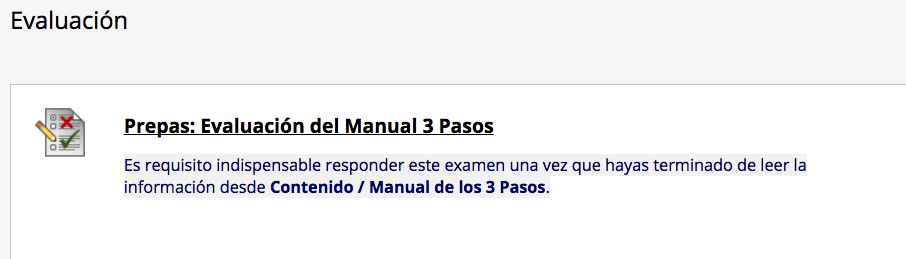 Evaluación
Prepas: Evaluación del Manual 3 Pasos
Es requisito indispensable responder este examen una vez que hayas terminado de leer la
información desde Contenido / Manual de los 3 Pasos.